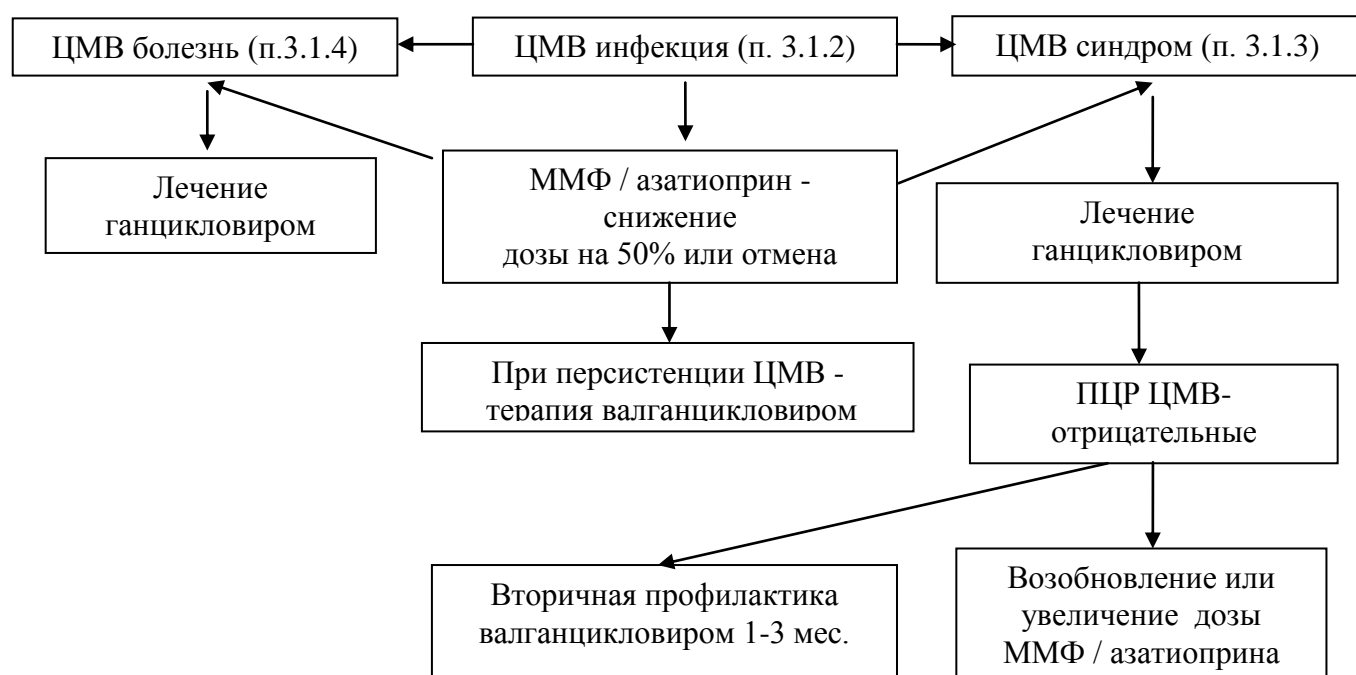 ЦМВ болезнь (п.3.1.4)
ЦМВ инфекция (п. 3.1.2)
ЦМВ синдром (п. 3.1.3)
Лечение
ганцикловиром
ММФ / азатиоприн -
снижение
дозы на 50% или отмена
Лечение
ганцикловиром
При персистенции ЦМВ -
терапия валганцикловиром
ПЦР ЦМВ-
отрицательные
Вторичная профилактика
валганцикловиром 1-3 мес.
Возобновление или
увеличение  дозы
ММФ / азатиоприна